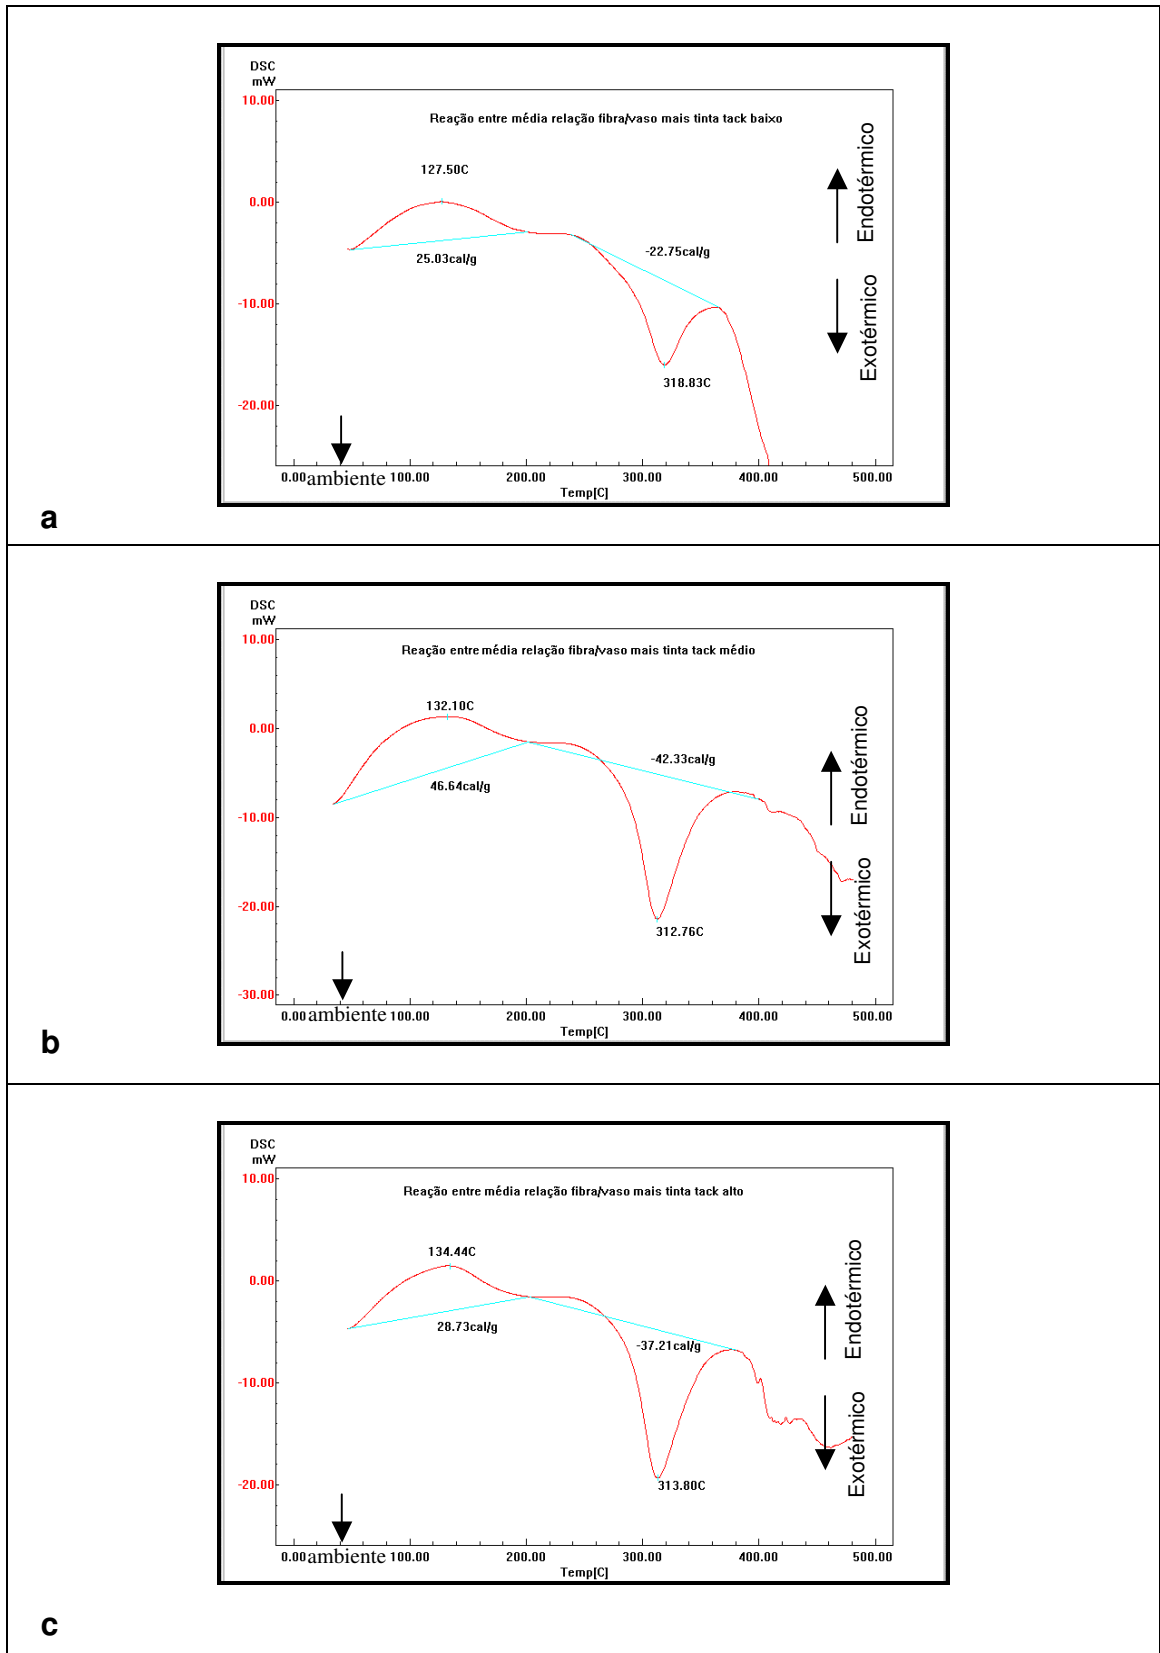 DSC
mW
10.00
Reação entre média relação fibra/vaso mais tinta tack baixo
127.50C
0.00
25.03cal/g
-22.75cal/g
-10.00
318.83C
-20.00
0.00 ambiente 100.00 200.00 300.00 400.00 500.00
Temp[C]
Endotérmico
Exotérmico
a
DSC
mW
10.00
Reação entre média relação fibra/vaso mais tinta tack médio
132.10C
0.00
-42.33cal/g
46.64cal/g
-10.00
-20.00
312.76C
-30.00
0.00 ambiente 100.00 200.00 300.00 400.00 500.00
Temp[C]
Endotérmico
Exotérmico
b
DSC
mW
10.00
Reação entre média relação fibra/vaso mais tinta tack alto
134.44C
0.00
28.73cal/g
-37.21cal/g
-10.00
-20.00
313.80C
0.00 ambiente 100.00 200.00 300.00 400.00 500.00
Temp[C]
Endotérmico
Exotérmico
c